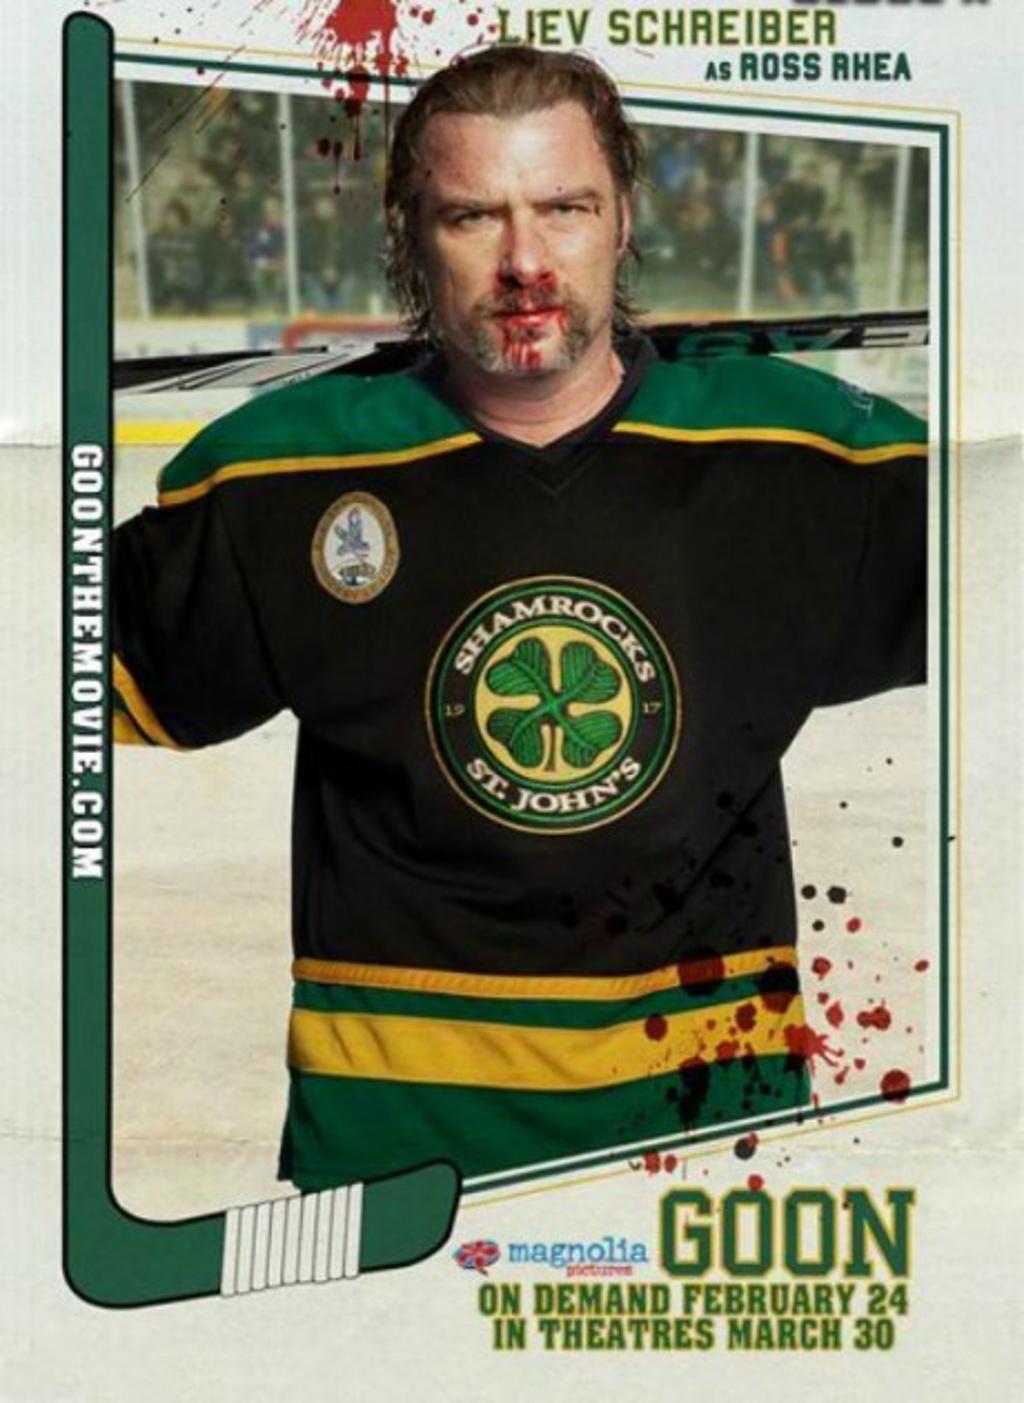 LIEV SCHREIBER
AS ROSS RHEA
GOONTHEMOVIE.COM
SHAMROCKS
19 17
ST. JOHN'S
GOON
magnolia
pictures
ON DEMAND FEBRUARY 24
IN THEATRES MARCH 30